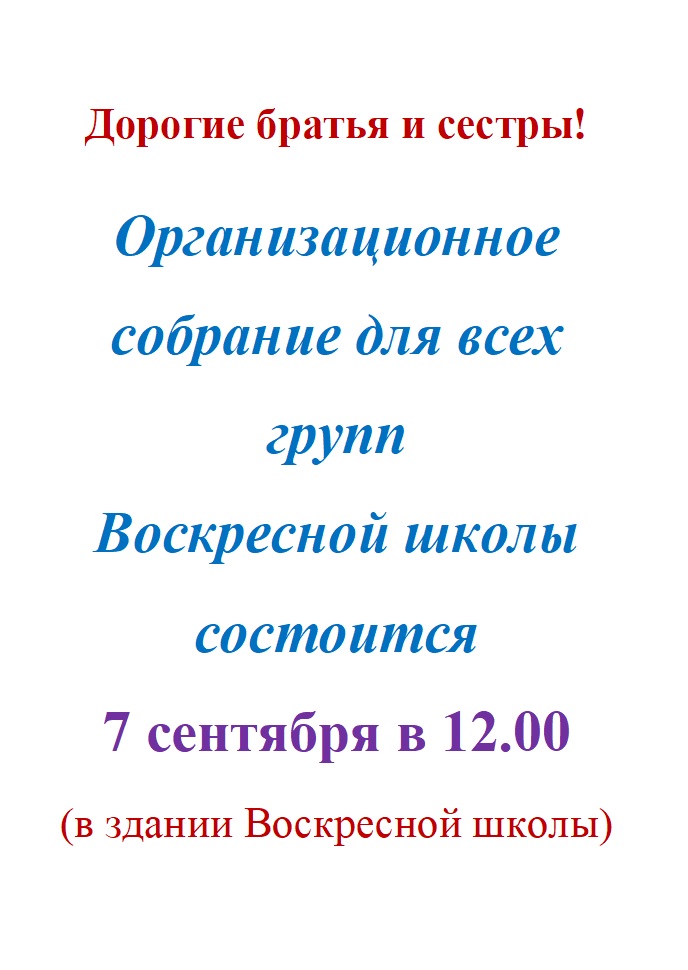 Дорогие братья и сестры!
Организационное
собрание для всех
групп
Воскресной школы
состоится
7 сентября в 12.00
(в здании Воскресной школы)